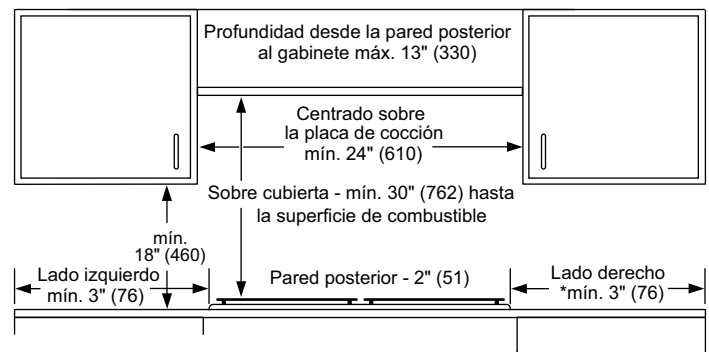 Profundidad desde la pared posterior
al gabinete máx. 13" (330)
Centrado sobre
la placa de cocción
mín. 24" (610)
Sobre cubierta - mín. 30" (762) hasta
la superficie de combustible
mín.
18" (460)
Lado izquierdo
mín. 3" (76)
Pared posterior - 2" (51)
Lado derecho
*mín. 3" (76)